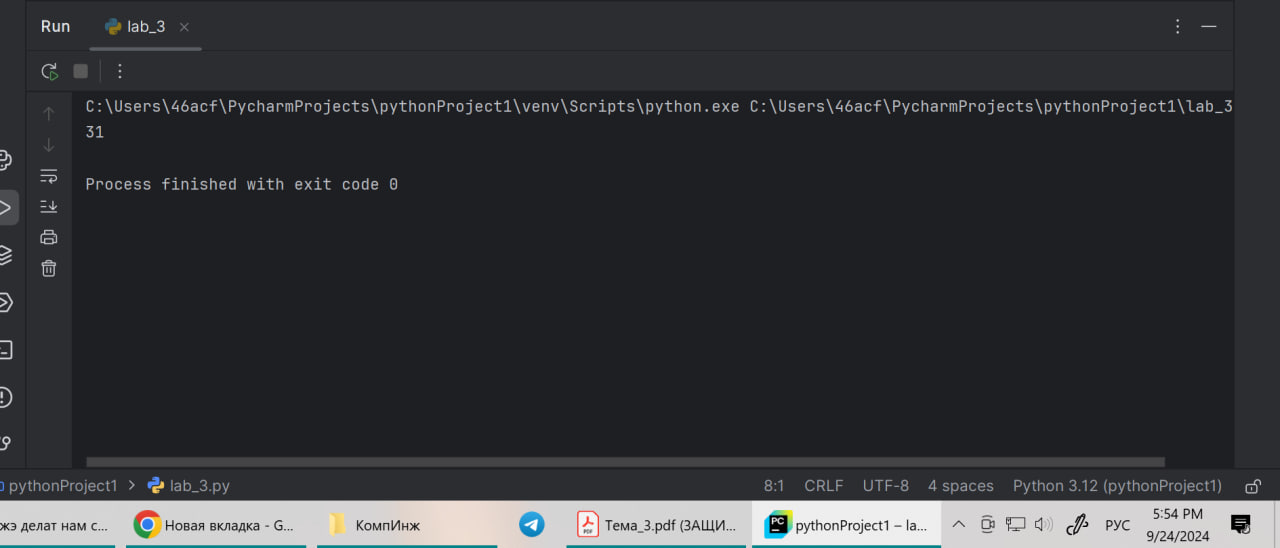 Run lab_3
C:\Users\46acf\PycharmProjects\pythonProject1\venv\Scripts\python.exe C:\Users\46acf\PycharmProjects\pythonProject1\lab_3
31
Process finished with exit code 0
pythonProject1 > lab_3.py 8:1 CRLF UTF-8 4 spaces Python 3.12 (pythonProject1)
жэ делат нам с... Новая вкладка - G... КомпИнж Тема_3.pdf (ЗАЩИ... PC pythonProject1 – la... РУС 5:54 PM
9/24/2024